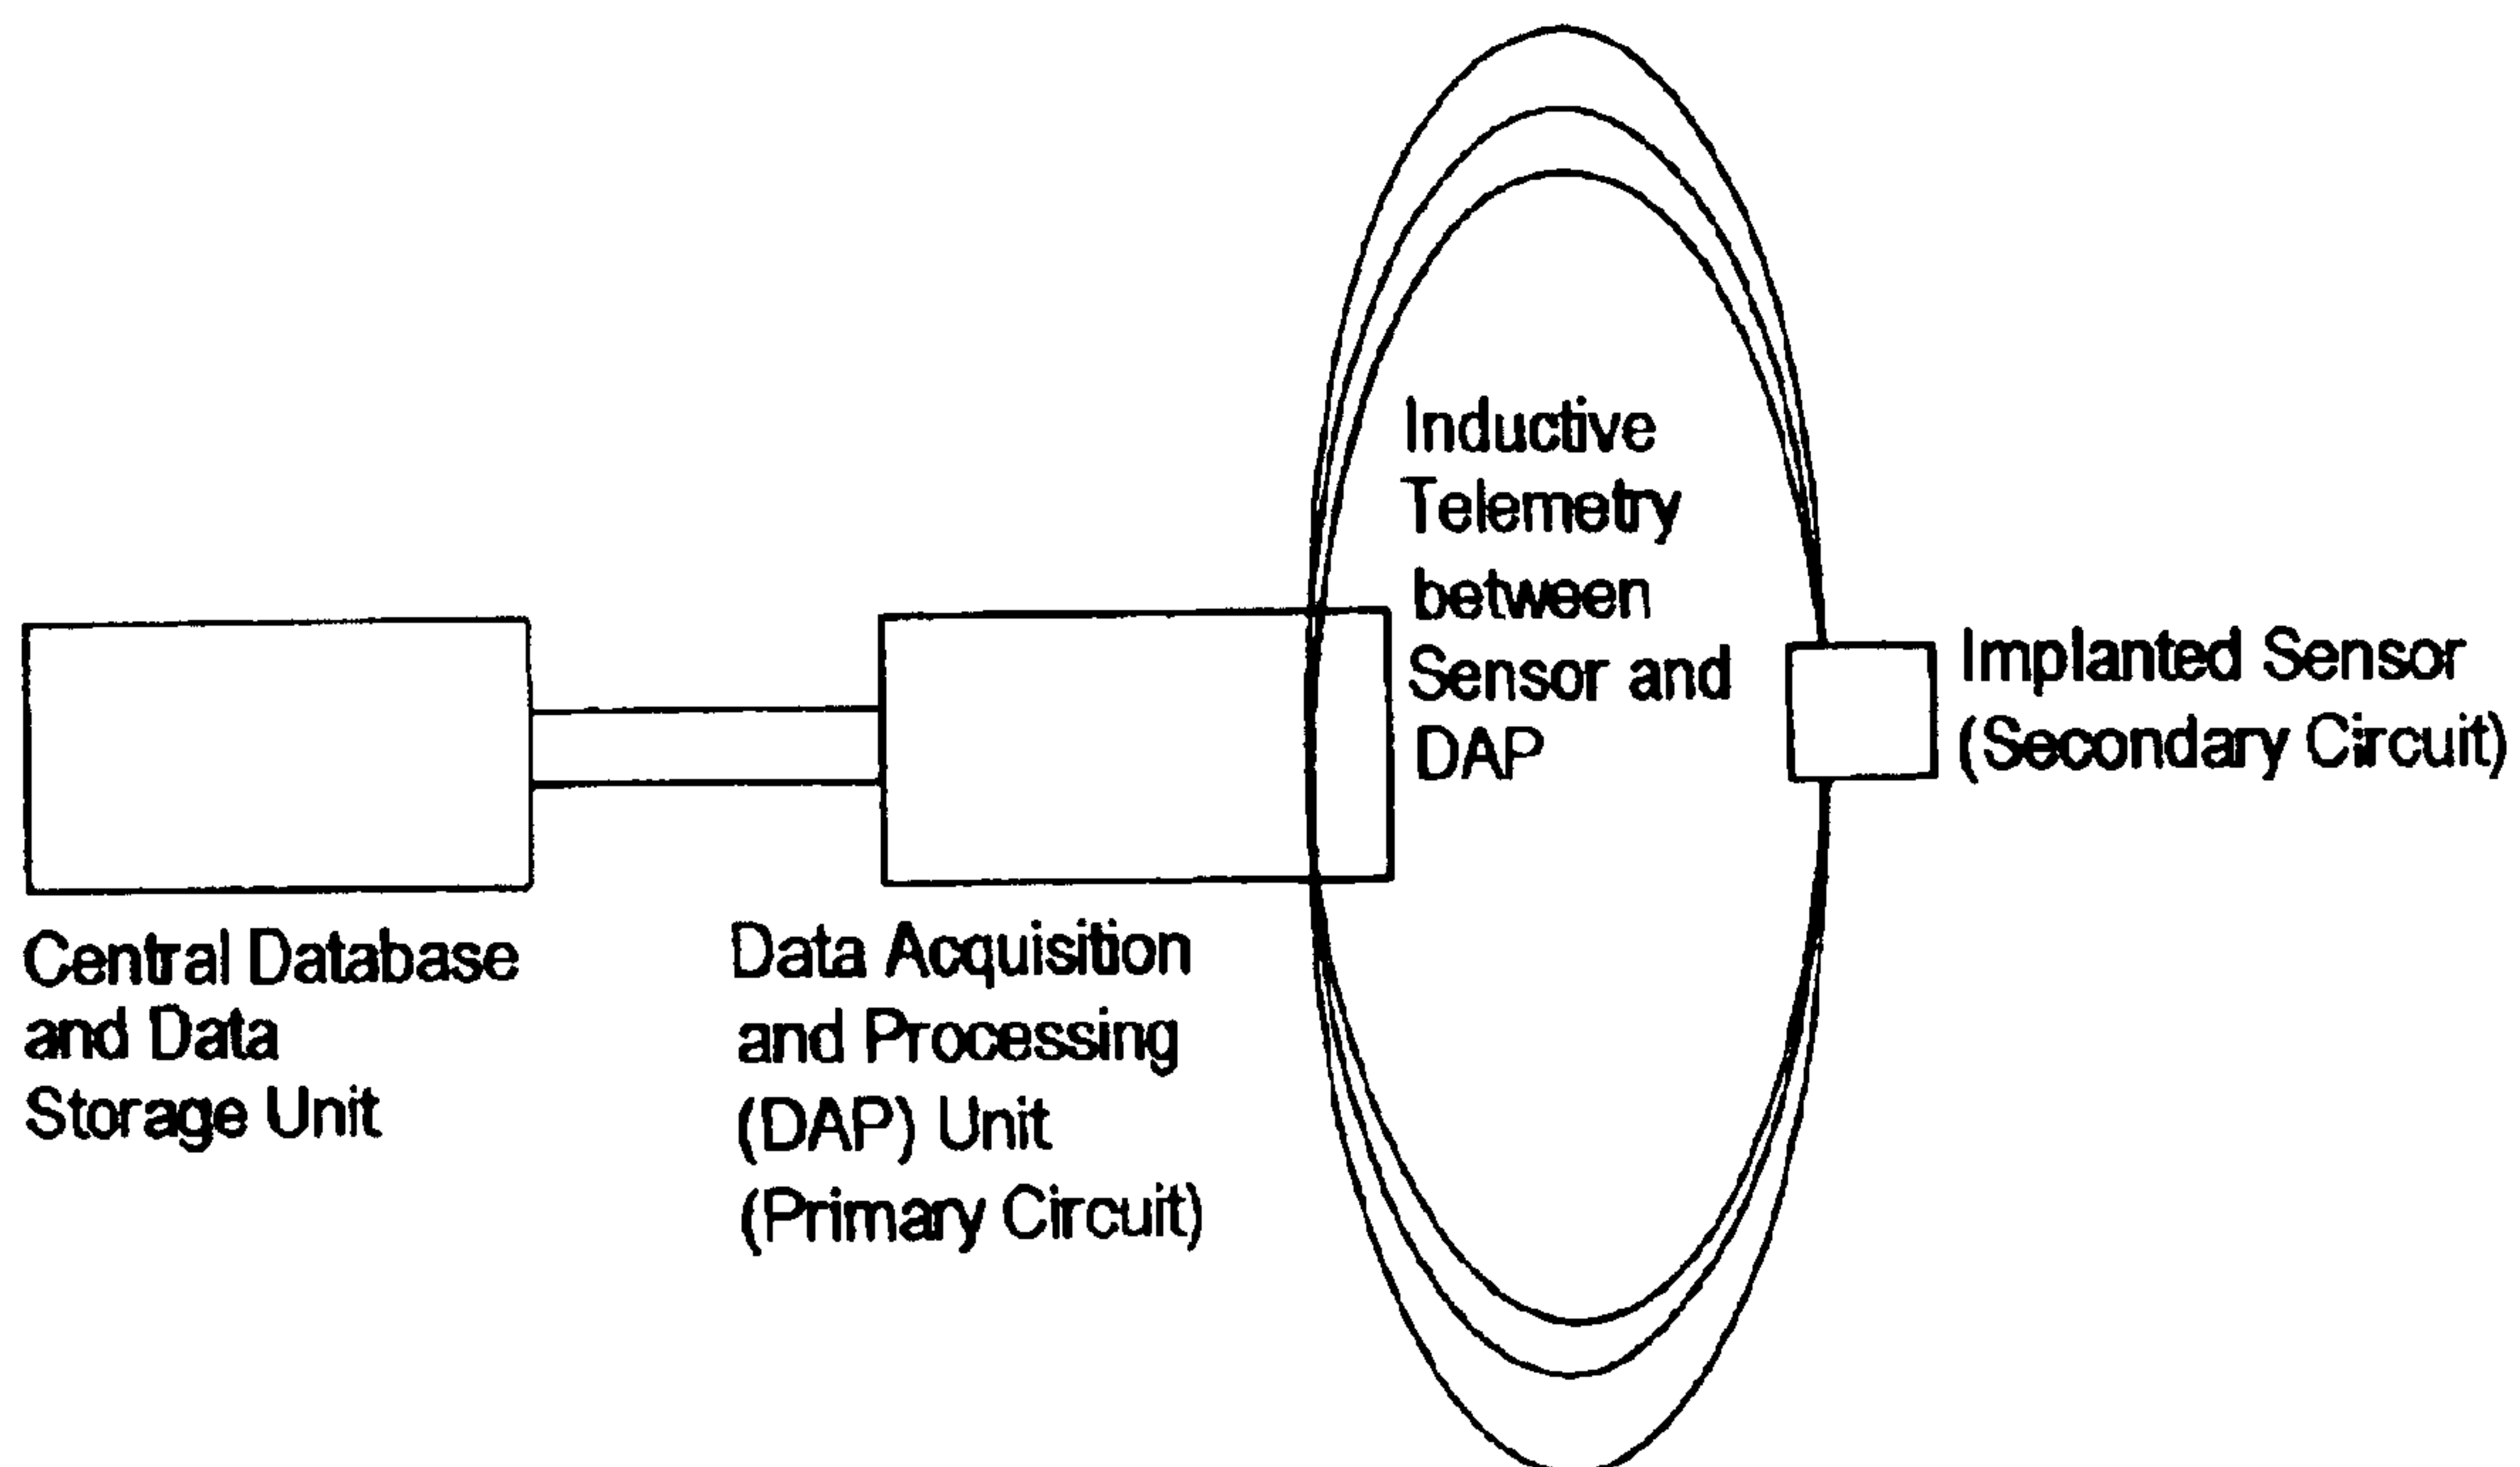 Inductive
Telemetry
between
Sensor and
DAP
Implanted Sensor
(Secondary Circuit)
Central Database
and Data
Storage Unit
Data Acquisition
and Processing
(DAP) Unit
(Primary Circuit)